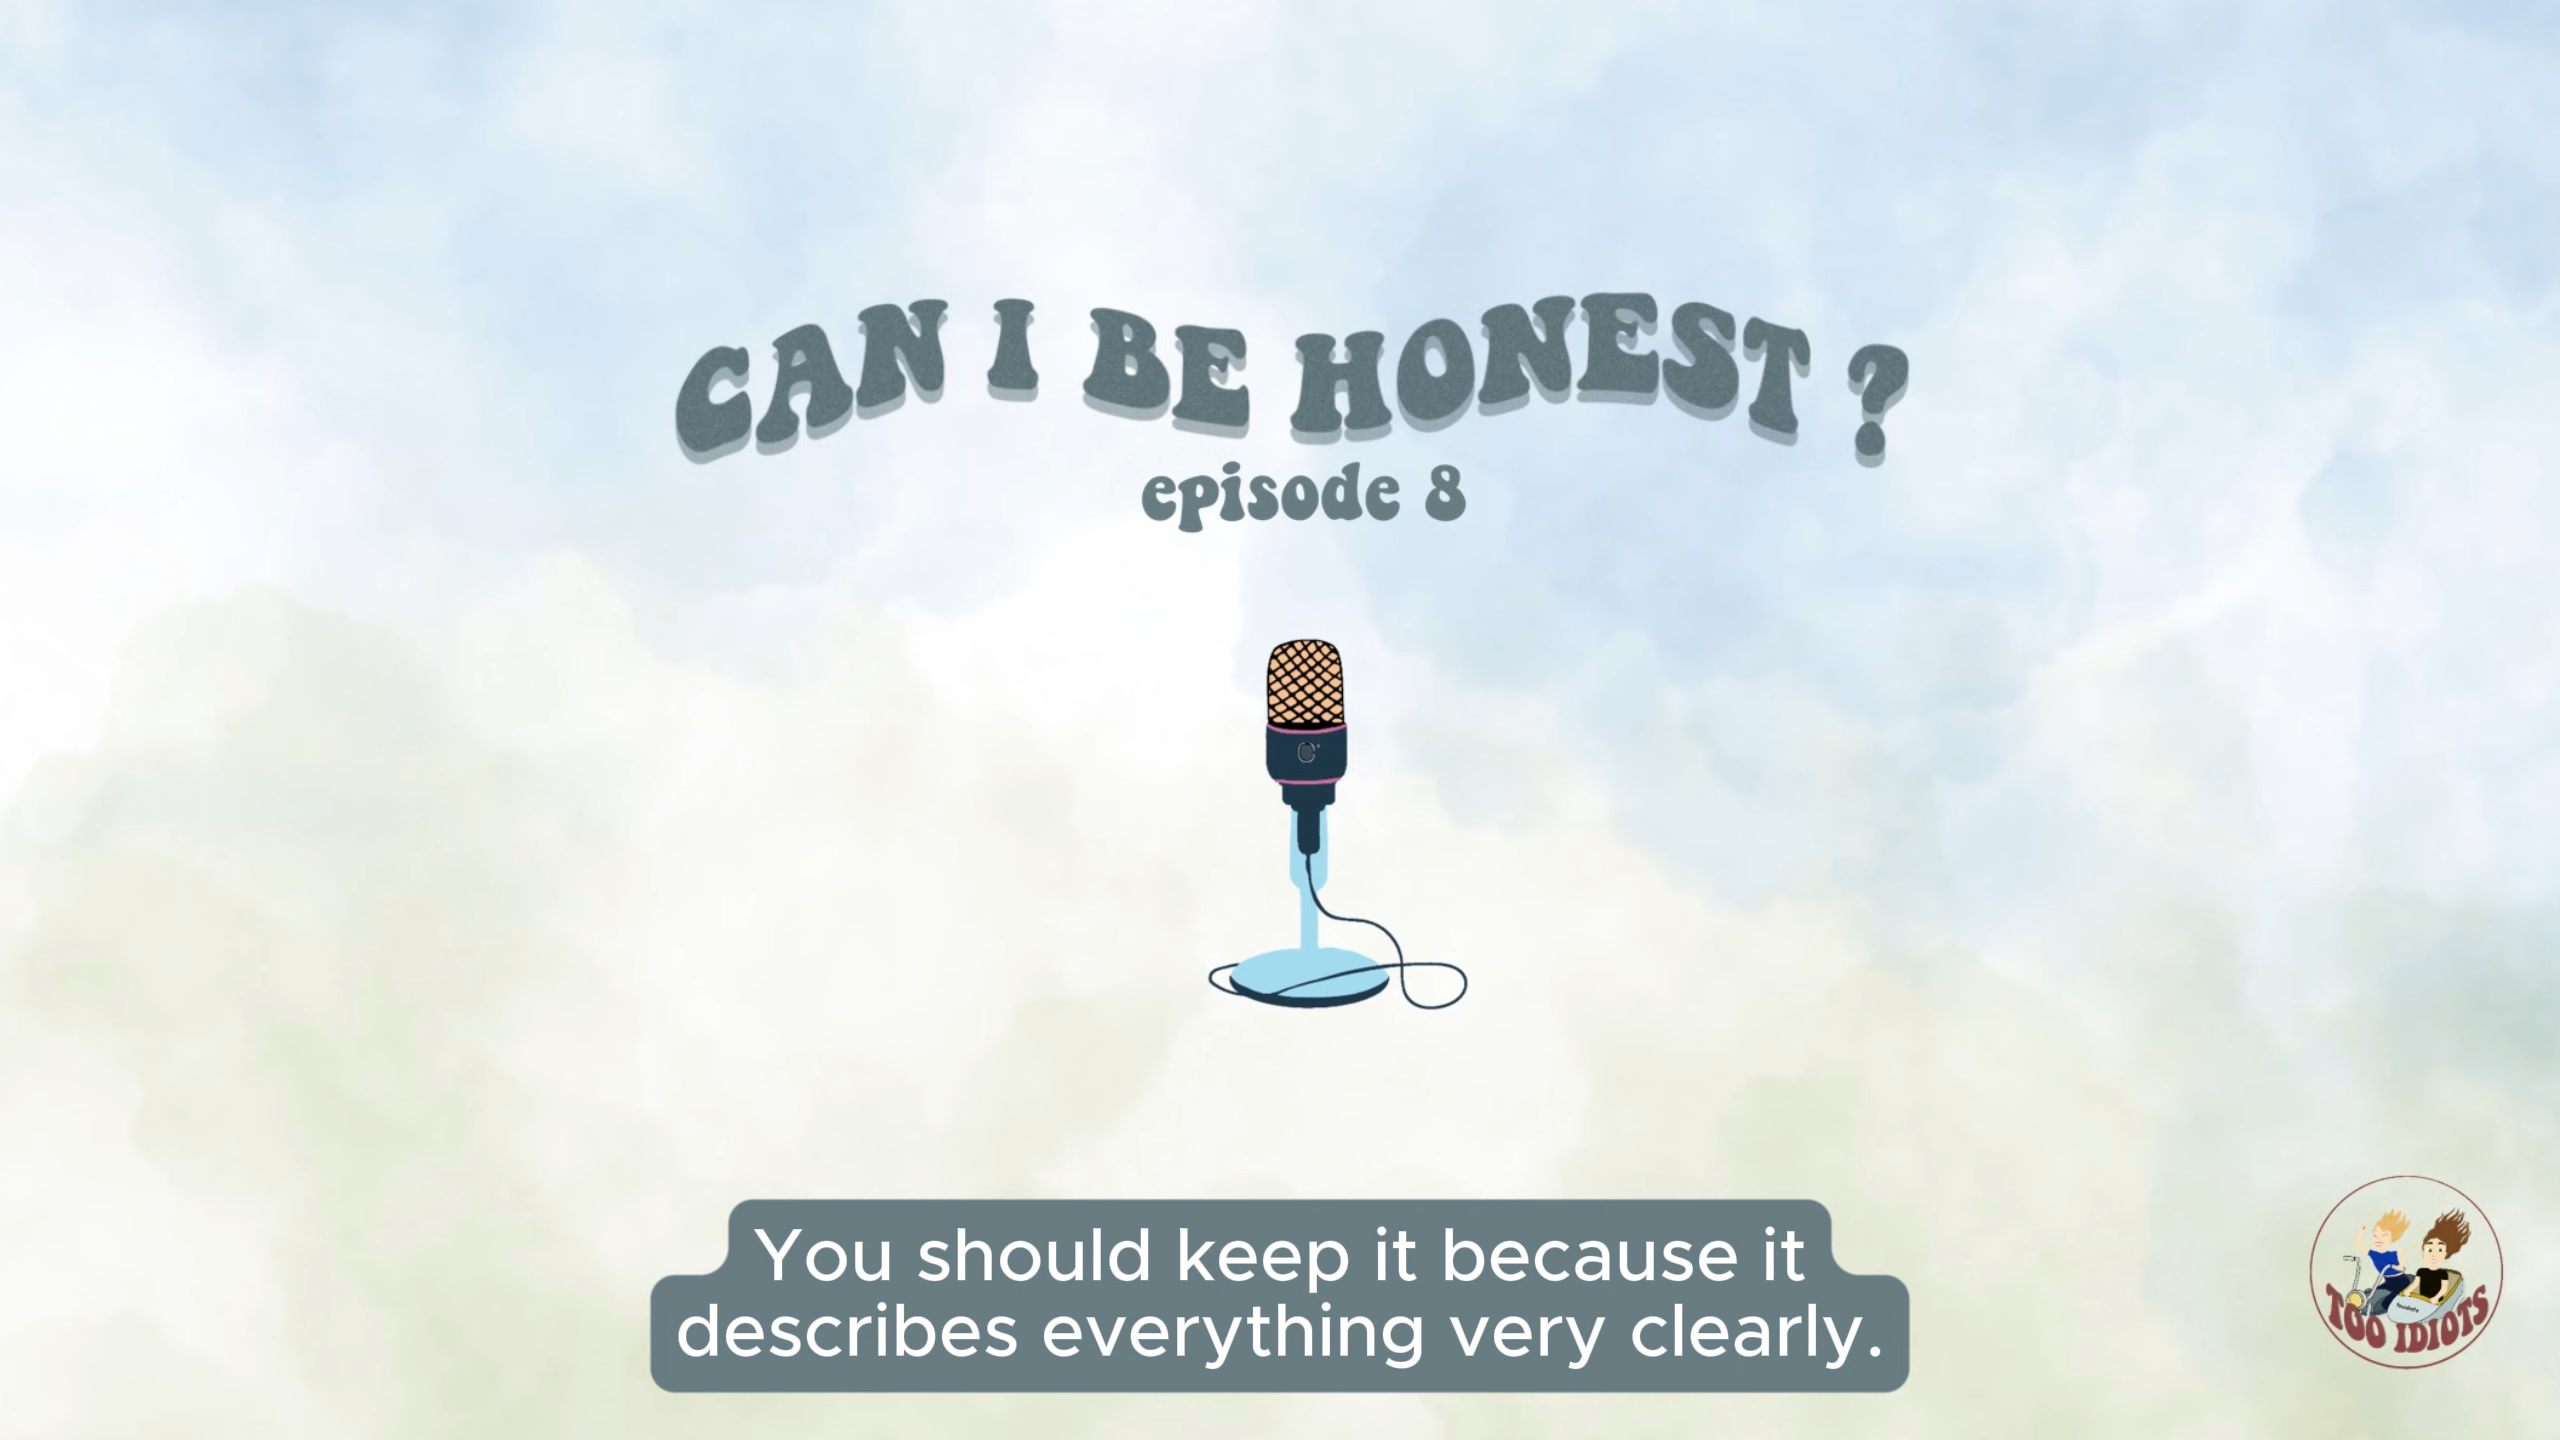 CAN I BE HONEST ?
episode 8
You should keep it because it
describes everything very clearly.
TOO IDIOTS